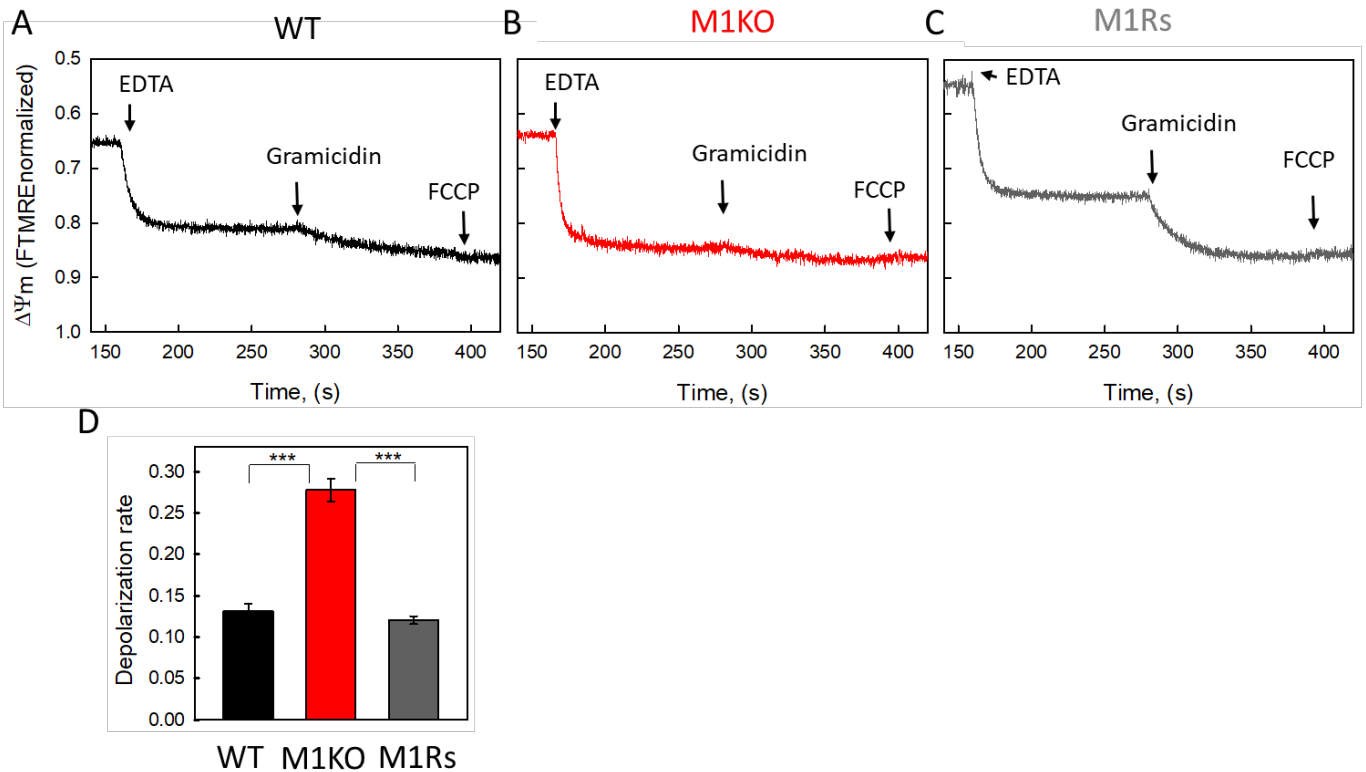 A
WT
B
M1KO
C
M1Rs
ΔΨm (FTMRENnormalized)
0.5
0.6
0.7
0.8
0.9
1.0
EDTA
Gramicidin
FCCP
150
200
250
300
350
400
Time, (s)
EDTA
Gramicidin
FCCP
150
200
250
300
350
400
Time, (s)
EDTA
Gramicidin
FCCP
150
200
250
300
350
400
Time, (s)
D
Depolarization rate
0.30
0.25
0.20
0.15
0.10
0.05
0.00
***
***
WT
M1KO
M1Rs